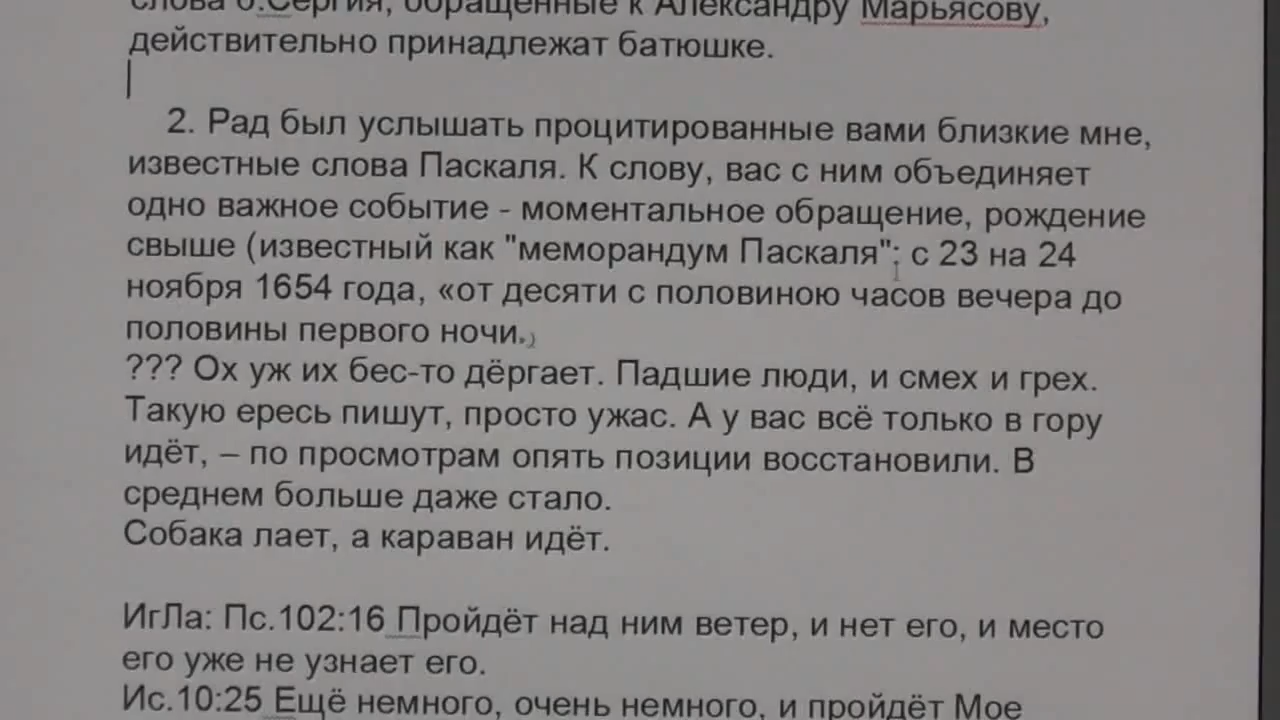 слова о.Сергия, обращенные к Александру Марьясову,
действительно принадлежат батюшке.
2. Рад был услышать процитированные вами близкие мне,
известные слова Паскаля. К слову, вас с ним объединяет
одно важное событие - моментальное обращение, рождение
свыше (известный как "меморандум Паскаля"; с 23 на 24
ноября 1654 года, «от десяти с половиною часов вечера до
половины первого ночи.)
??? Ох уж их бес-то дёргает. Падшие люди, и смех и грех.
Такую ересь пишут, просто ужас. А у вас всё только в гору
идёт, – по просмотрам опять позиции восстановили. В
среднем больше даже стало.
Собака лает, а караван идёт.
ИгЛа: Пс.102:16 Пройдёт над ним ветер, и нет его, и место
его уже не узнает его.
Ис.10:25 Ещё немного, очень немного, и пройдёт Мое